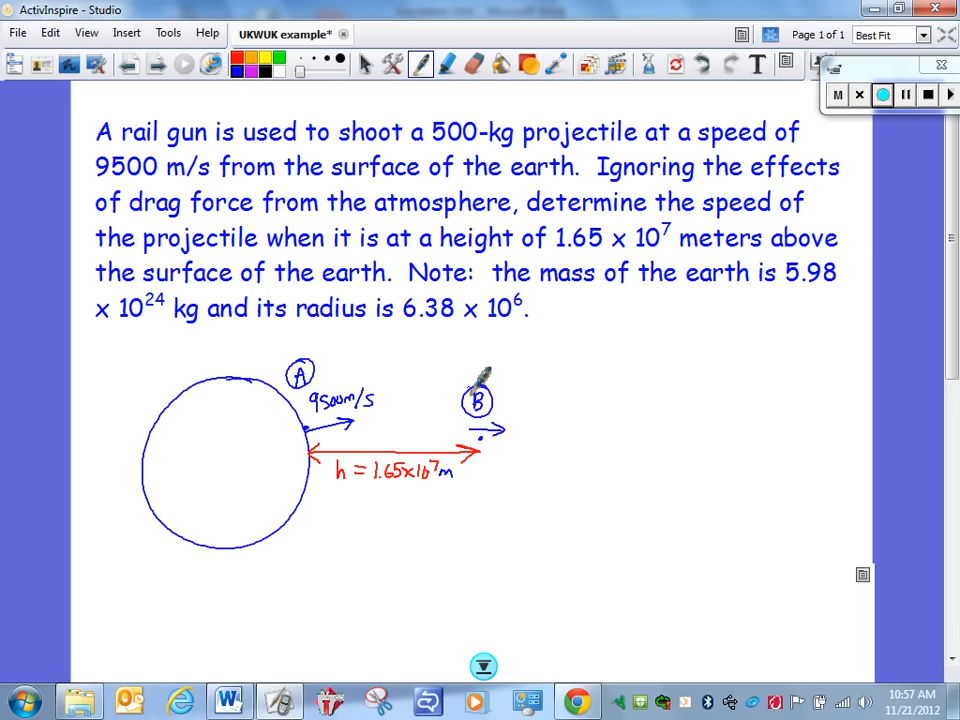 ActivInspire - Studio
File Edit View Insert Tools Help UKWUK example* Page 1 of 1 Best Fit
T
M
A rail gun is used to shoot a 500-kg projectile at a speed of
9500 m/s from the surface of the earth. Ignoring the effects
of drag force from the atmosphere, determine the speed of
the projectile when it is at a height of 1.65 x 10⁷ meters above
the surface of the earth. Note: the mass of the earth is 5.98
x 10²⁴ kg and its radius is 6.38 x 10⁶.
A
9500m/s
B
h = 1.65x10⁷m
10:57 AM
11/21/2012